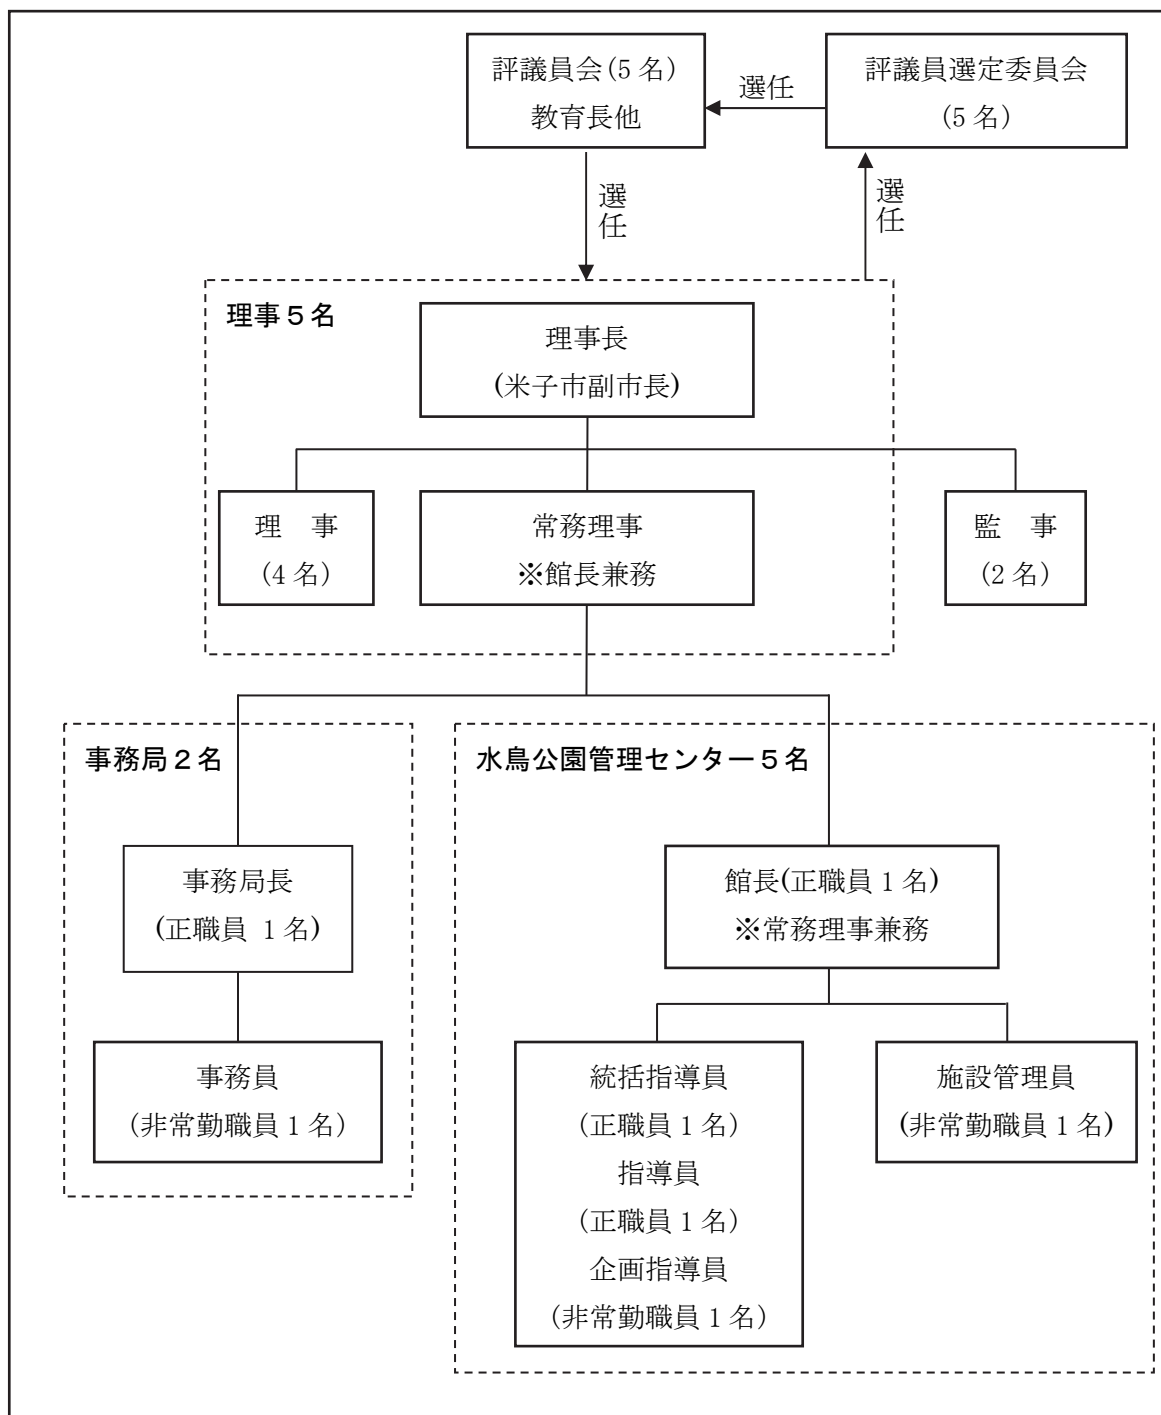 評議員会(5 名)
教育長他
選任
評議員選定委員会
(5 名)
選任
選任
理事５名
理事長
(米子市副市長)
理　事
(4 名)
常務理事
※館長兼務
監　事
(2 名)
事務局２名
事務局長
(正職員 1 名)
事務員
(非常勤職員 1 名)
水鳥公園管理センター５名
館長(正職員 1 名)
※常務理事兼務
統括指導員
(正職員 1 名)
指導員
(正職員 1 名)
企画指導員
(非常勤職員 1 名)
施設管理員
(非常勤職員 1 名)